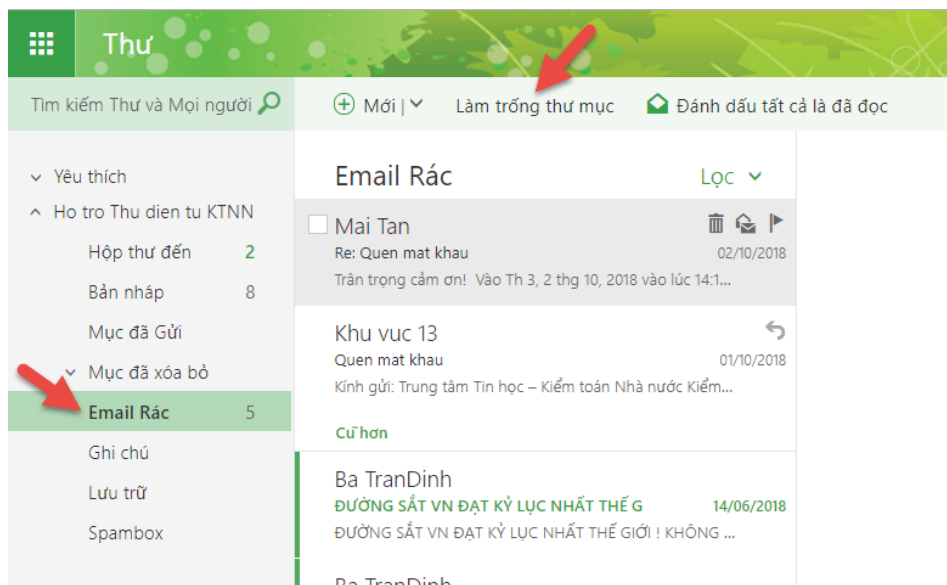 Thư
Tìm kiếm Thư và Mọi người
Mới
Làm trống thư mục
Đánh dấu tất cả là đã đọc
Yêu thích
Ho tro Thu dien tu KTNN
Hộp thư đến 2
Bản nháp 8
Mục đã Gửi
Mục đã xóa bỏ
Email Rác 5
Ghi chú
Lưu trữ
Spambox
Email Rác Lọc
Mai Tan
Re: Quen mat khau 02/10/2018
Trân trọng cảm ơn! Vào Th 3, 2 thg 10, 2018 vào lúc 14:1...
Khu vuc 13
Quen mat khau 01/10/2018
Kính gửi: Trung tâm Tin học – Kiểm toán Nhà nước Kiểm...
Cũ hơn
Ba TranDinh
ĐƯỜNG SẮT VN ĐẠT KỶ LỤC NHẤT THẾ G 14/06/2018
ĐƯỜNG SẮT VN ĐẠT KỶ LỤC NHẤT THẾ GIỚI ! KHÔNG ...
Ba TranDinh